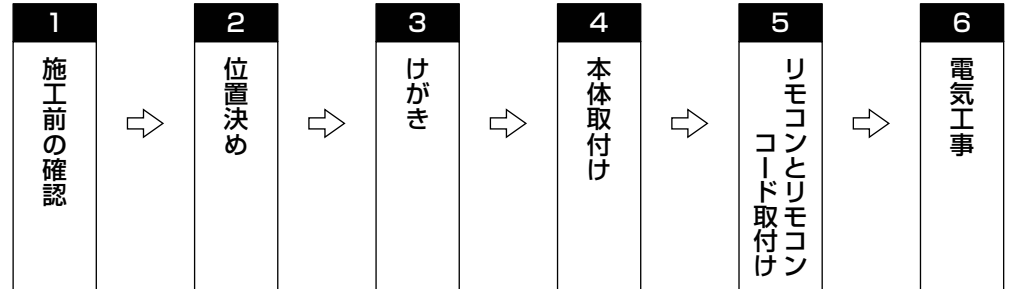 1
施工前の確認
2
位置決め
3
けがき
4
本体取付け
5
リモコンとリモコン
コード取付け
6
電気工事